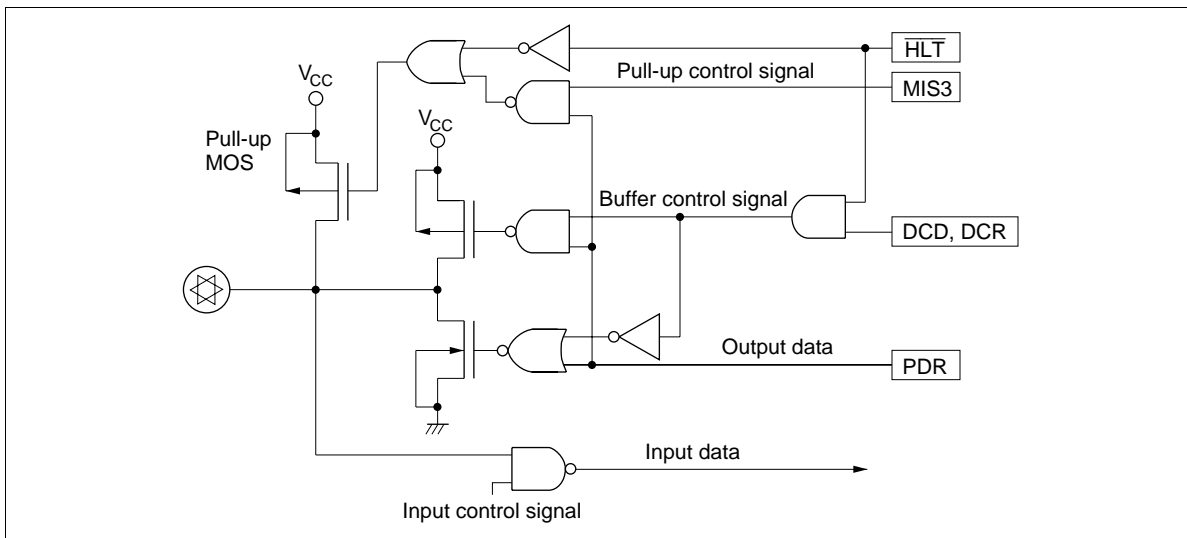 HLT
Pull-up control signal
MIS3
VCC
VCC
Pull-up
MOS
Buffer control signal
DCD, DCR
Output data
PDR
Input data
Input control signal